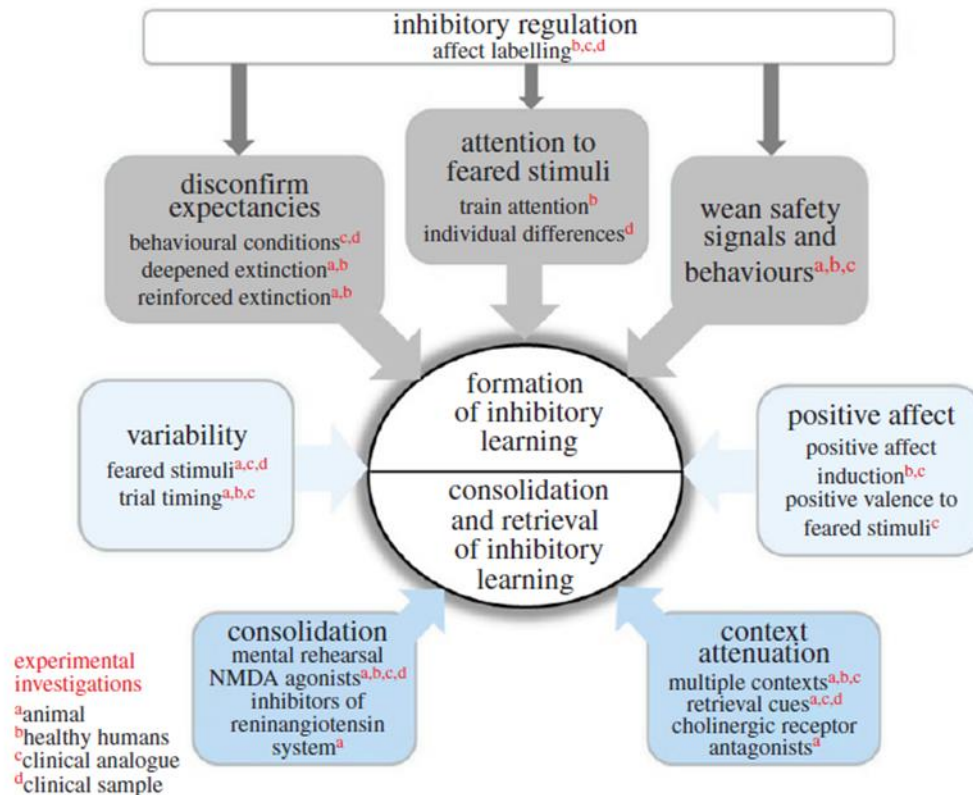 inhibitory regulation
affect labelling^b,c,d
disconfirm
expectancies
behavioural conditions^c,d
deepened extinction^a,b
reinforced extinction^a,b
attention to
feared stimuli
train attention^b
individual differences^d
wean safety
signals and
behaviours^a,b,c
formation
of inhibitory
learning
variability
feared stimuli^a,c,d
trial timing^a,b,c
positive affect
positive affect
induction^b,c
positive valence to
feared stimuli^c
consolidation
and retrieval
of inhibitory
learning
consolidation
mental rehearsal
NMDA agonists^a,b,c,d
inhibitors of
reninangiotensin
system^a
context
attenuation
multiple contexts^a,b,c
retrieval cues^a,c,d
cholinergic receptor
antagonists^a
experimental
investigations
^a animal
^b healthy humans
^c clinical analogue
^d clinical sample